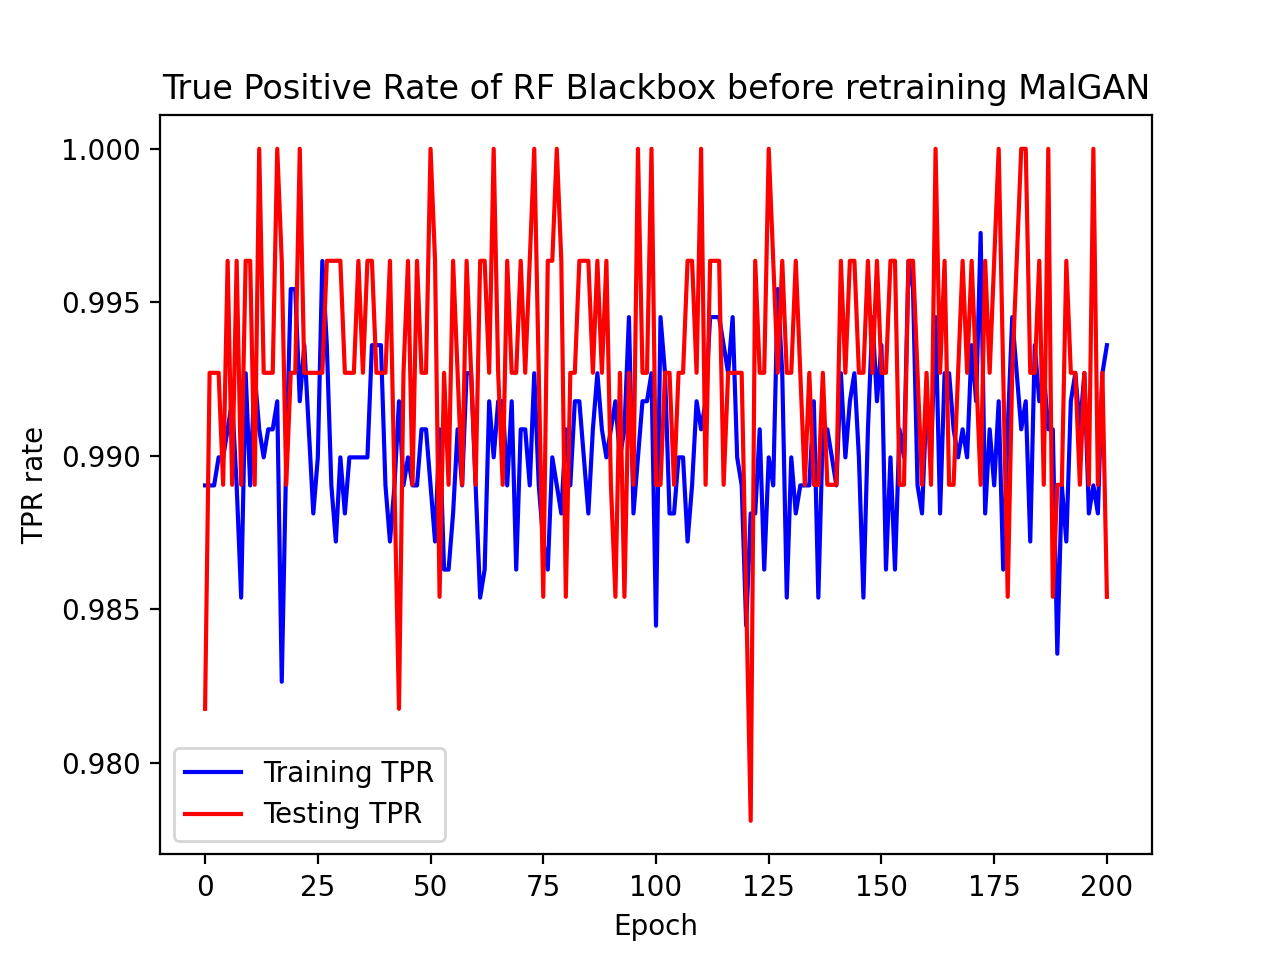 True Positive Rate of RF Blackbox before retraining MalGAN
1.000
0.995
0.990
0.985
0.980
TPR rate
Training TPR
Testing TPR
0 25 50 75 100 125 150 175 200
Epoch